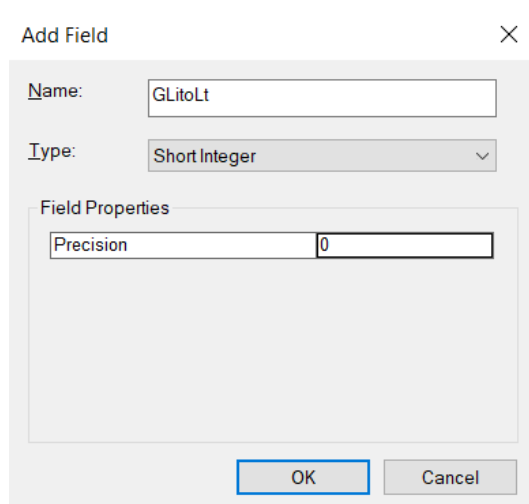 Add Field
Name: GLitoLt
Type: Short Integer
Field Properties
Precision 0
OK Cancel